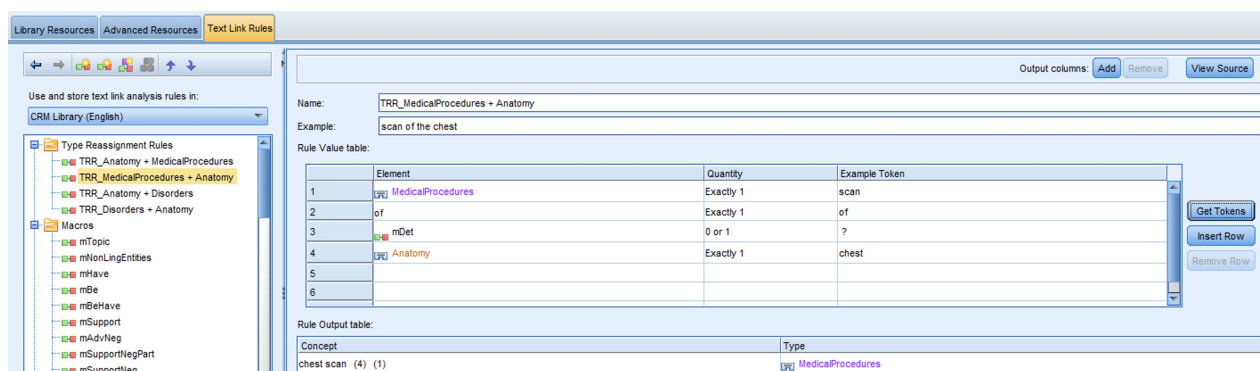 Library Resources Advanced Resources Text Link Rules
Output columns: Add Remove View Source
Use and store text link analysis rules in:
CRM Library (English)
Name: TRR_MedicalProcedures + Anatomy
Example: scan of the chest
Rule Value table:
Type Reassignment Rules
TRR_Anatomy + MedicalProcedures
TRR_MedicalProcedures + Anatomy
TRR_Anatomy + Disorders
TRR_Disorders + Anatomy
Macros
mTopic
mNonLingEntities
mHave
mBe
mBeHave
mSupport
mAdvNeg
mSupportNegPart
mSupportNeg
Element Quantity Example Token
1 MedicalProcedures Exactly 1 scan
2 of Exactly 1 of
3 mDet 0 or 1 ?
4 Anatomy Exactly 1 chest
5
6
Get Tokens
Insert Row
Remove Row
Rule Output table:
Concept Type
chest scan (4) (1) MedicalProcedures